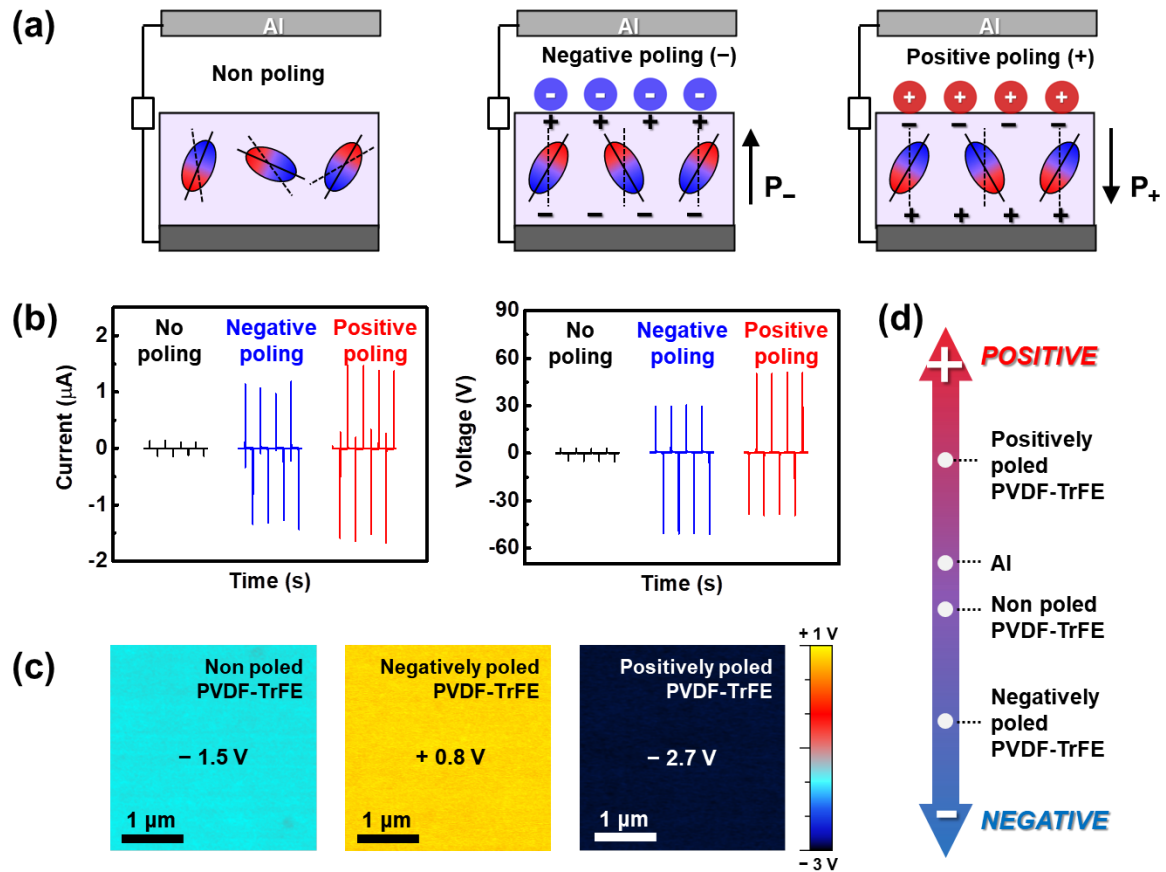 (a)
Al
Non poling
Al
Negative poling (−)
- - - -
+ + + +
− − − −
P−
Al
Positive poling (+)
+ + + +
− − − −
+ + + +
P+
(b)
Current (µA)
2
1
0
-1
-2
No
poling
Negative
poling
Positive
poling
Time (s)
Voltage (V)
90
60
30
0
-30
-60
No
poling
Negative
poling
Positive
poling
Time (s)
(c)
Non poled
PVDF-TrFE
− 1.5 V
1 µm
Negatively poled
PVDF-TrFE
+ 0.8 V
1 µm
Positively poled
PVDF-TrFE
− 2.7 V
1 µm
+ 1 V
− 3 V
(d)
+
POSITIVE
Positively
poled
PVDF-TrFE
Al
Non poled
PVDF-TrFE
Negatively
poled
PVDF-TrFE
-
NEGATIVE